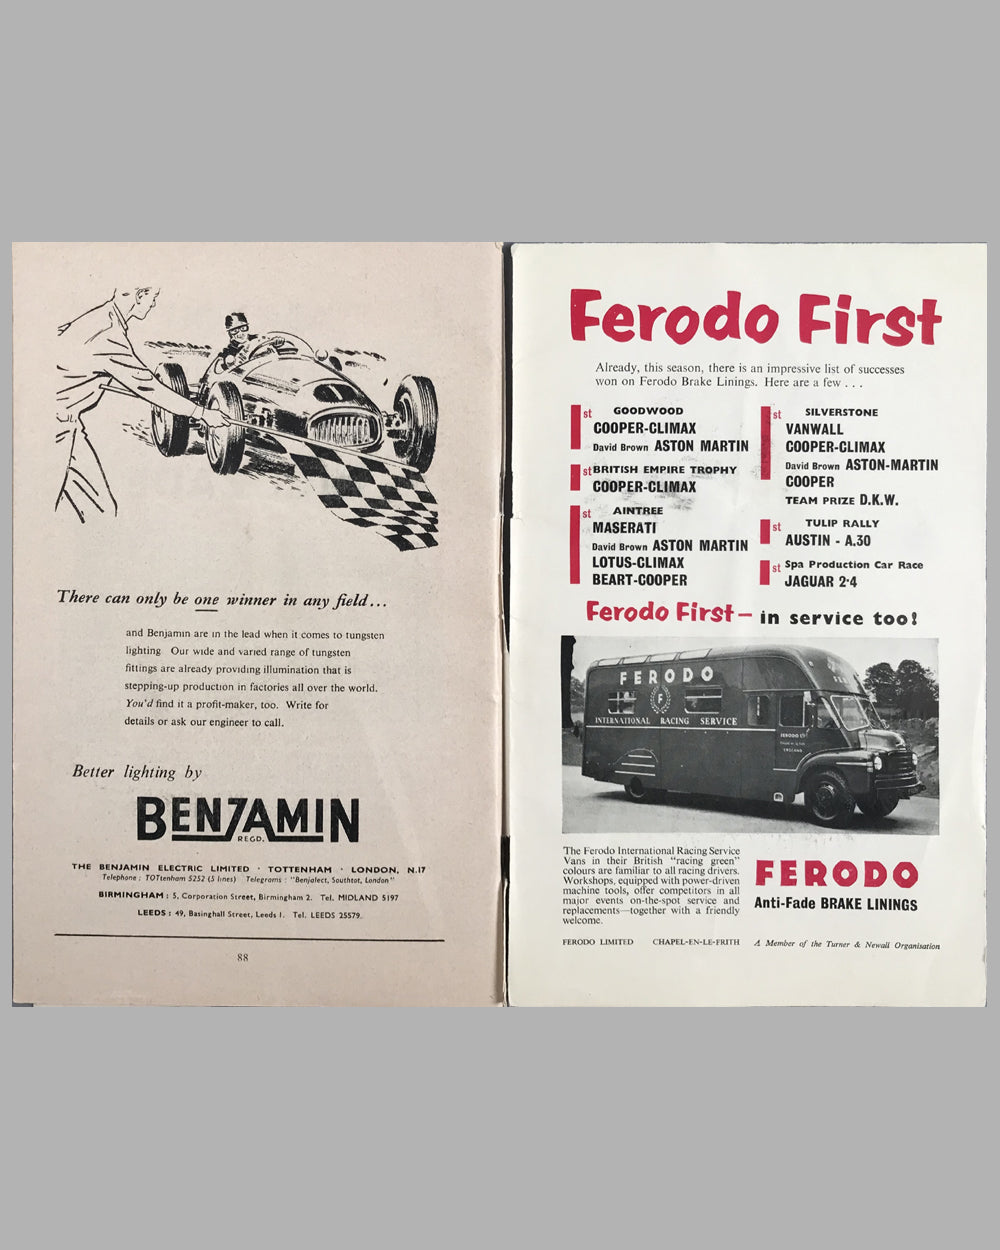 There can only be one winner in any field...
and Benjamin are in the lead when it comes to tungsten
lighting Our wide and varied range of tungsten
fittings are already providing illumination that is
stepping-up production in factories all over the world.
You'd find it a profit-maker, too. Write for
details or ask our engineer to call.
Better lighting by
BENJAMIN
REGD.
THE BENJAMIN ELECTRIC LIMITED · TOTTENHAM · LONDON, N.17
Telephone : TOTtenham 5252 (5 lines) Telegrams : "Benjalect, Southtot, London"
BIRMINGHAM : 5, Corporation Street, Birmingham 2. Tel. MIDLAND 5197
LEEDS : 49, Basinghall Street, Leeds 1. Tel. LEEDS 25579.
88
Ferodo First
Already, this season, there is an impressive list of successes
won on Ferodo Brake Linings. Here are a few . . .
1st GOODWOOD
COOPER-CLIMAX
David Brown ASTON MARTIN
1st BRITISH EMPIRE TROPHY
COOPER-CLIMAX
1st AINTREE
MASERATI
David Brown ASTON MARTIN
LOTUS-CLIMAX
BEART-COOPER
1st SILVERSTONE
VANWALL
COOPER-CLIMAX
David Brown ASTON-MARTIN
COOPER
TEAM PRIZE D.K.W.
1st TULIP RALLY
AUSTIN - A.30
1st Spa Production Car Race
JAGUAR 2·4
Ferodo First — in service too!
FERODO
F
INTERNATIONAL RACING SERVICE
FERODO LTD
ENGLAND
The Ferodo International Racing Service
Vans in their British "racing green"
colours are familiar to all racing drivers.
Workshops, equipped with power-driven
machine tools, offer competitors in all
major events on-the-spot service and
replacements—together with a friendly
welcome.
FERODO
Anti-Fade BRAKE LININGS
FERODO LIMITED CHAPEL-EN-LE-FRITH A Member of the Turner & Newall Organisation